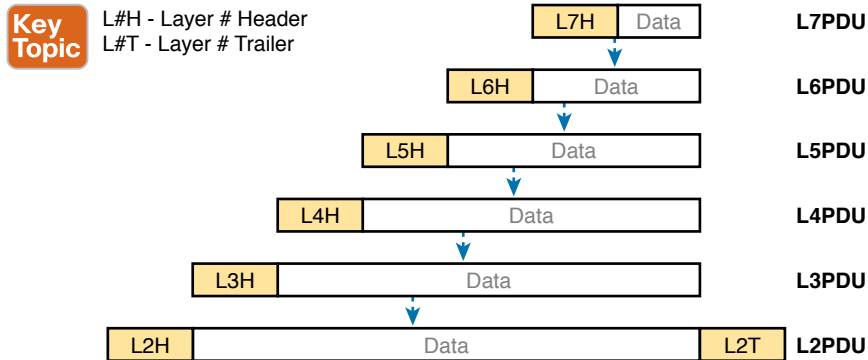 Key
Topic
L#H - Layer # Header
L#T - Layer # Trailer
L7H Data L7PDU
L6H Data L6PDU
L5H Data L5PDU
L4H Data L4PDU
L3H Data L3PDU
L2H Data L2T L2PDU